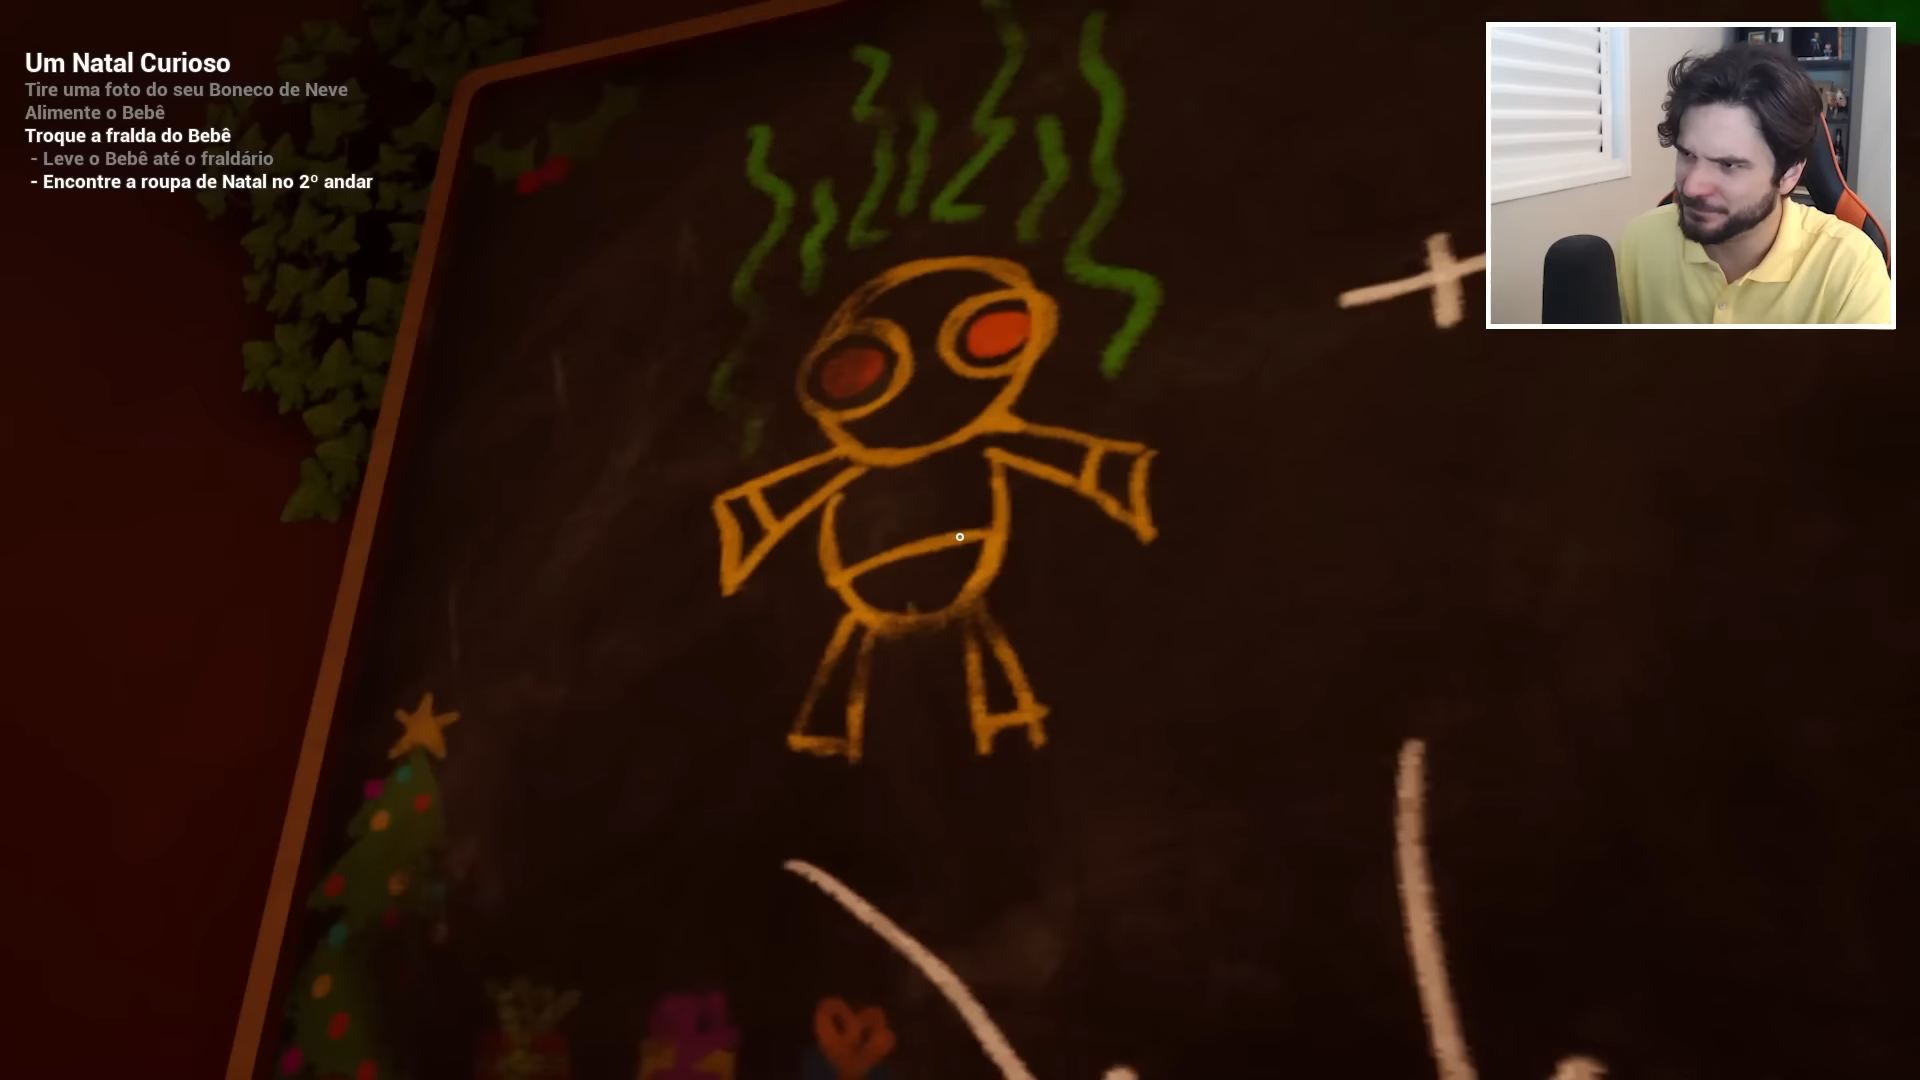 Um Natal Curioso
Tire uma foto do seu Boneco de Neve
Alimente o Bebê
Troque a fralda do Bebê
- Leve o Bebê até o fraldário
- Encontre a roupa de Natal no 2º andar